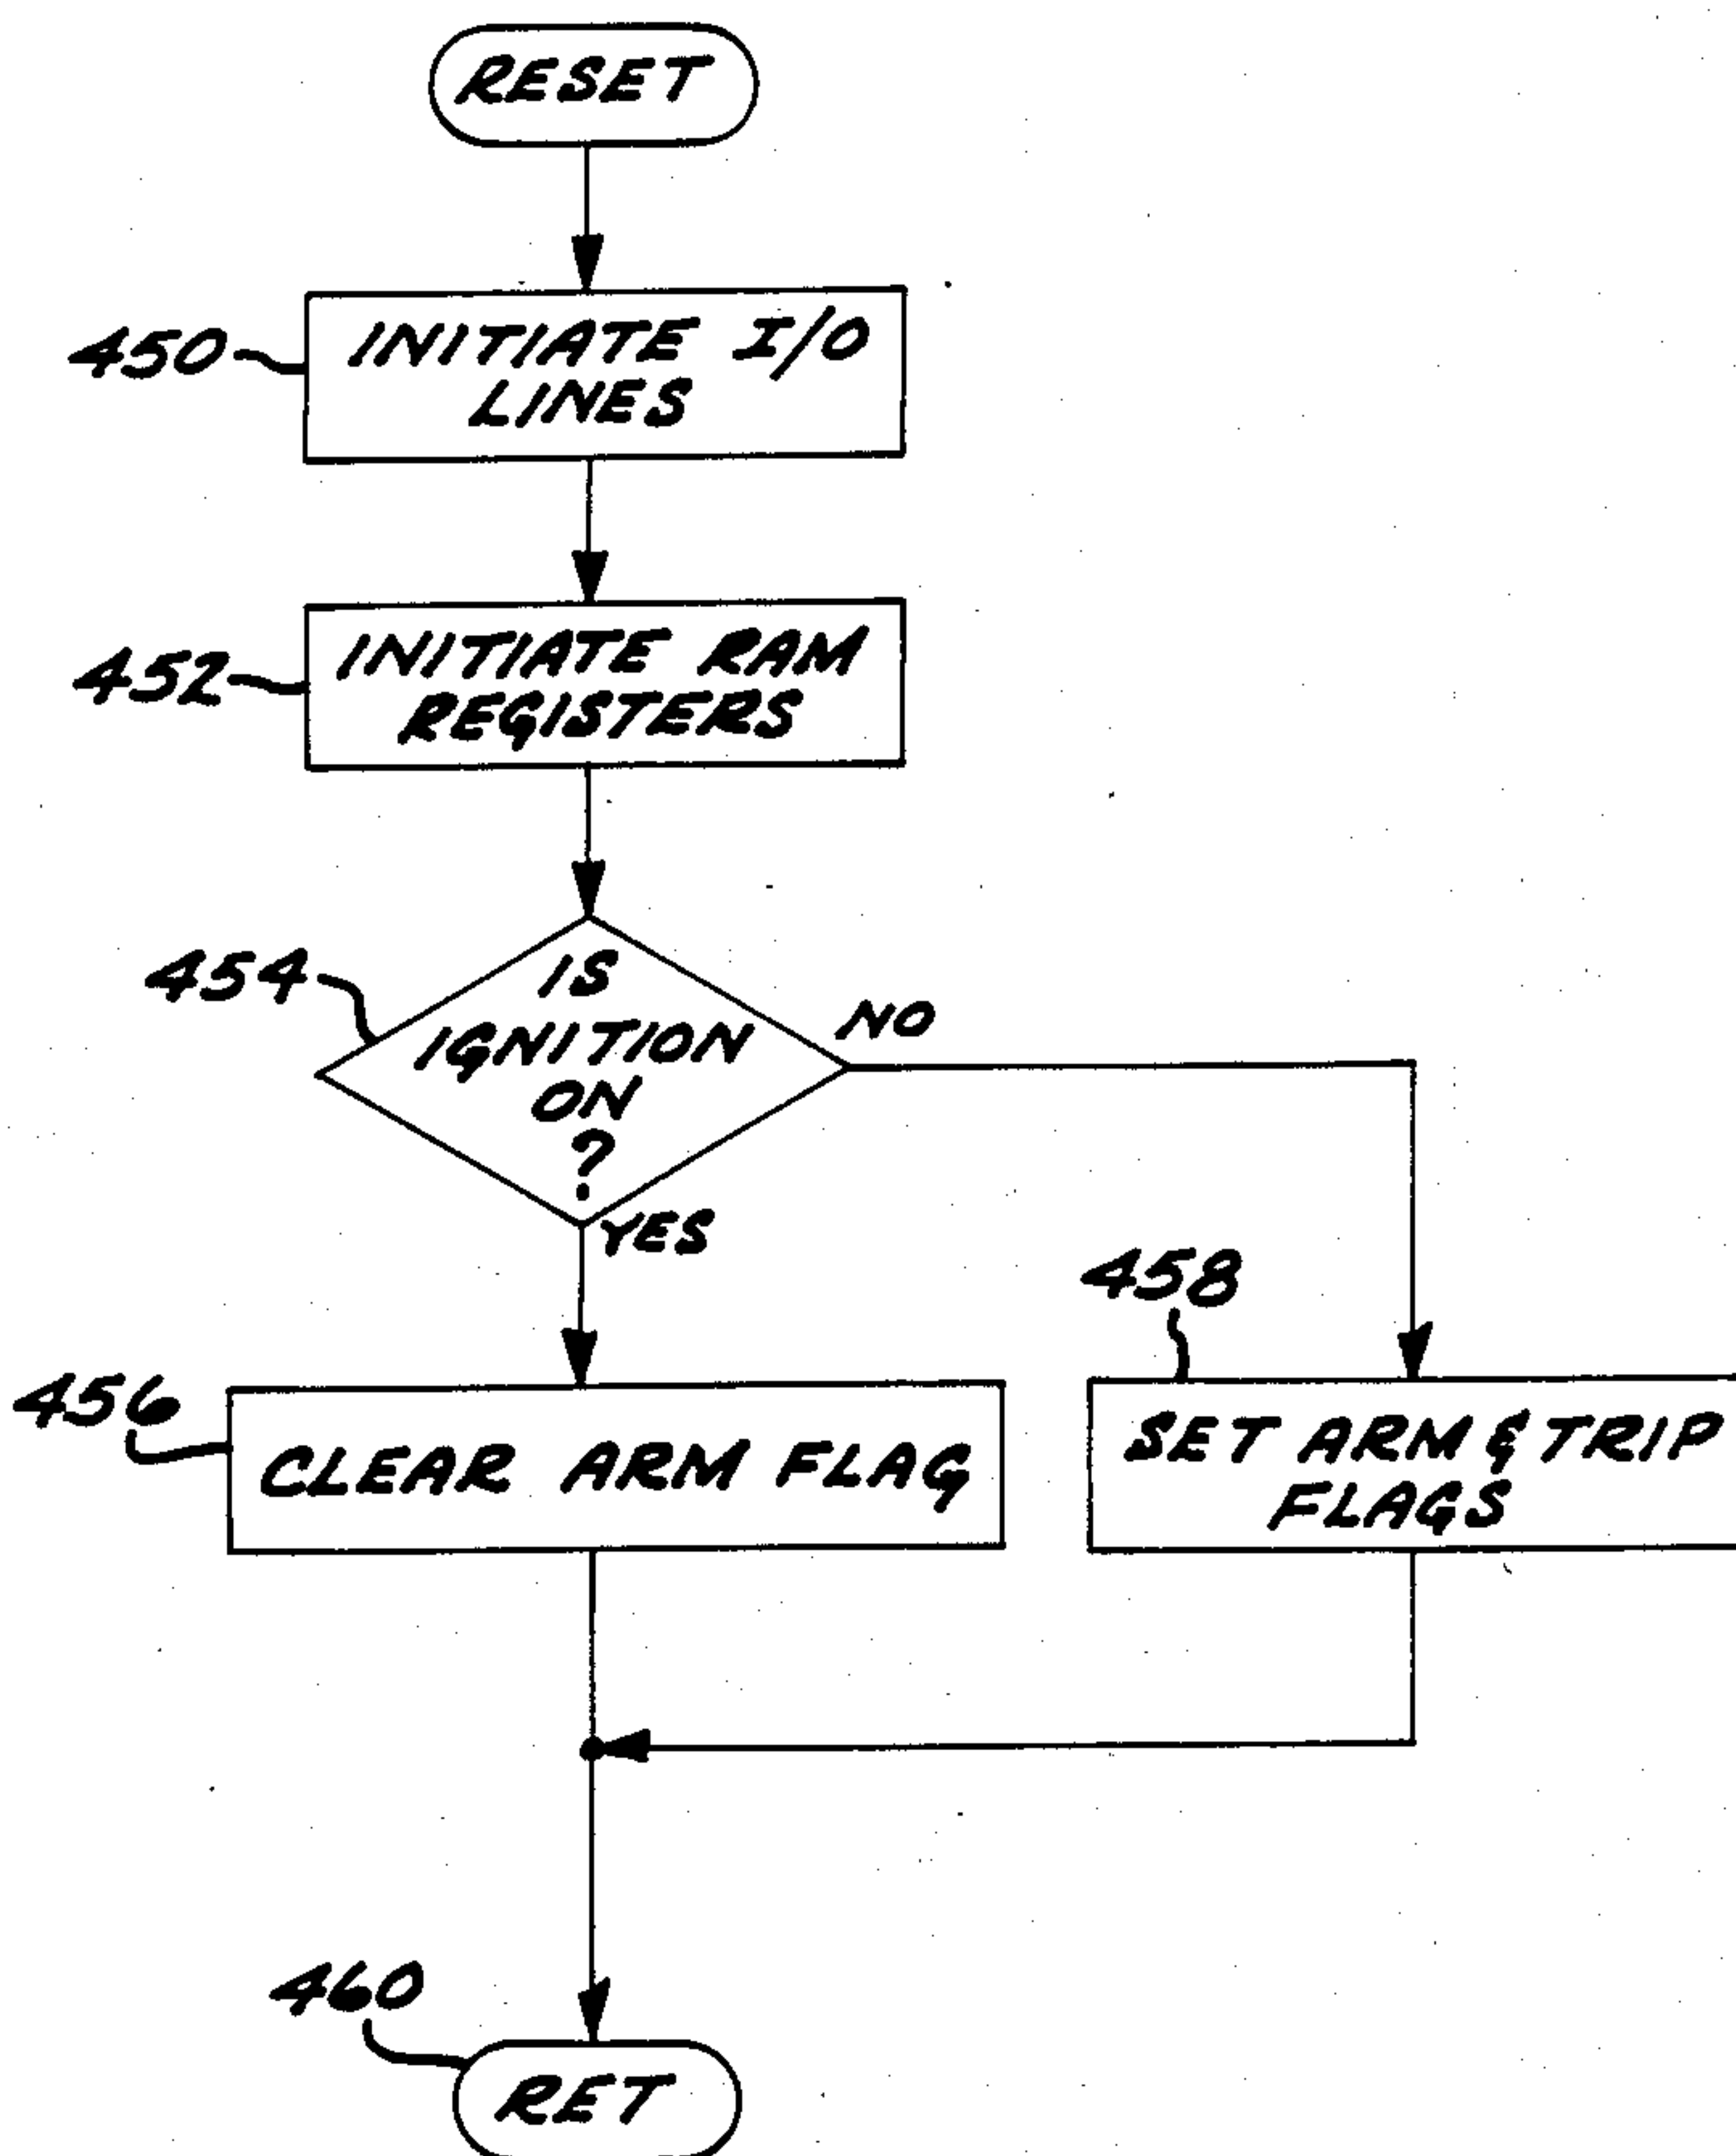 RESET
450
INITIATE I/O
LINES
452
INITIATE RAM
REGISTERS
454
IS
IGNITION
ON
?
NO
YES
458
456
CLEAR ARM FLAG
SET ARM & TRIP
FLAGS
460
RET